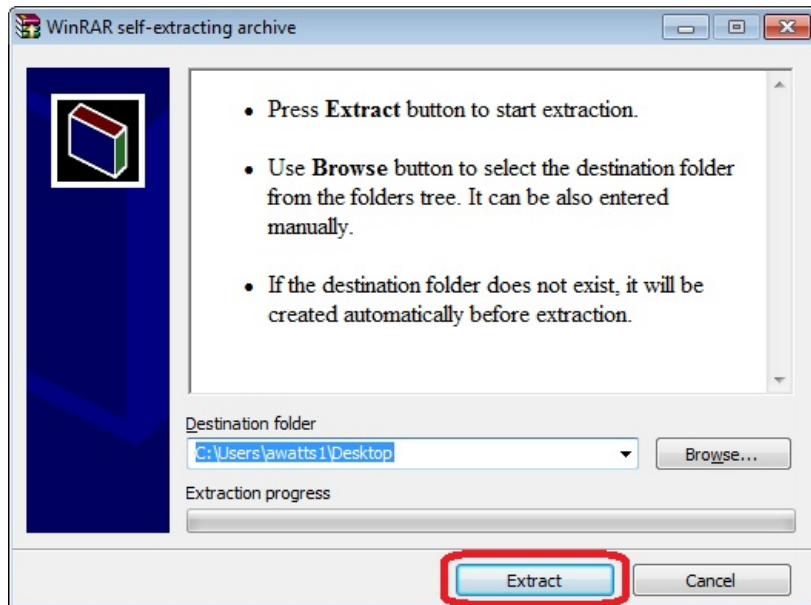 WinRAR self-extracting archive
• Press Extract button to start extraction.
• Use Browse button to select the destination folder
from the folders tree. It can be also entered
manually.
• If the destination folder does not exist, it will be
created automatically before extraction.
Destination folder
C:\Users\awatts1\Desktop
Browse...
Extraction progress
Extract
Cancel